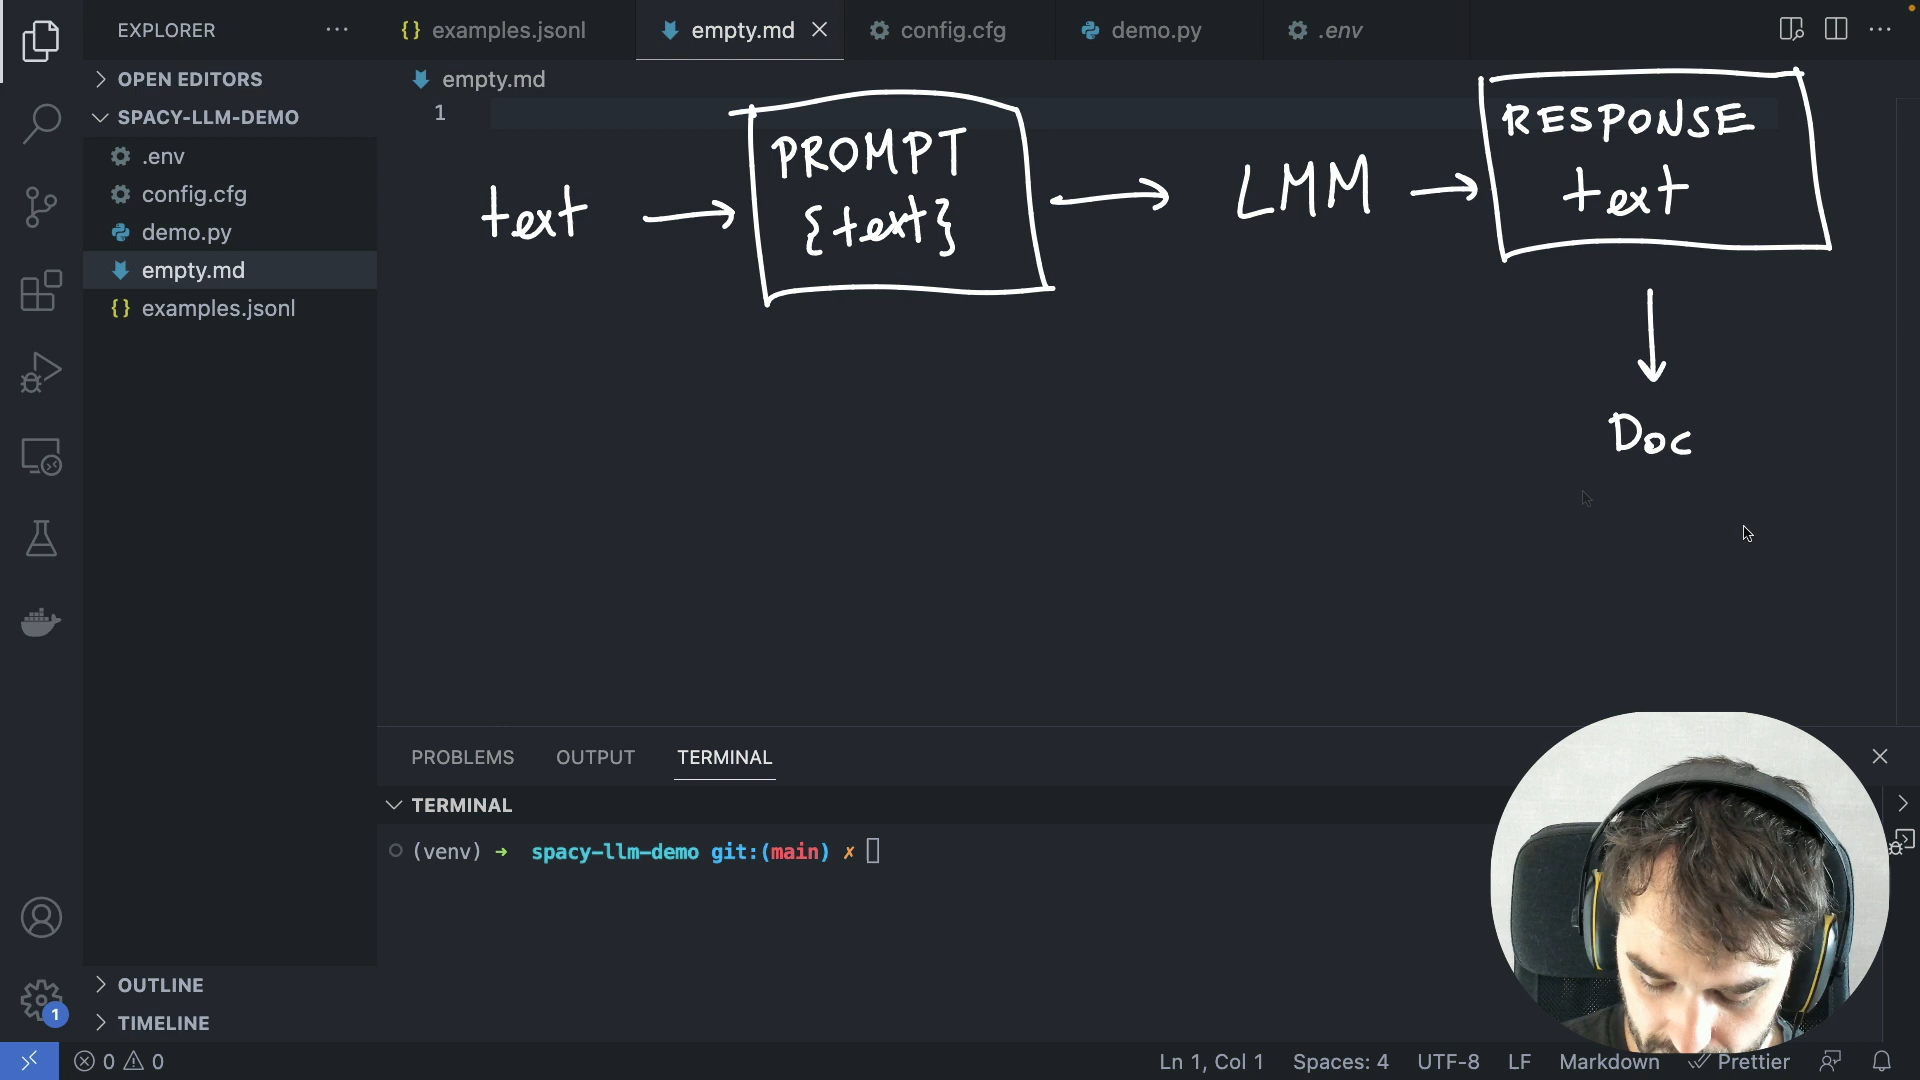 EXPLORER
examples.jsonl
empty.md
config.cfg
demo.py
.env
OPEN EDITORS
SPACY-LLM-DEMO
.env
config.cfg
demo.py
empty.md
examples.jsonl
empty.md
1
text
PROMPT
{text}
LMM
RESPONSE
text
Doc
PROBLEMS
OUTPUT
TERMINAL
TERMINAL
(venv) ➜ spacy-llm-demo git:(main) ✗
OUTLINE
TIMELINE
1
0 0
Ln 1, Col 1
Spaces: 4
UTF-8
LF
Markdown
Prettier